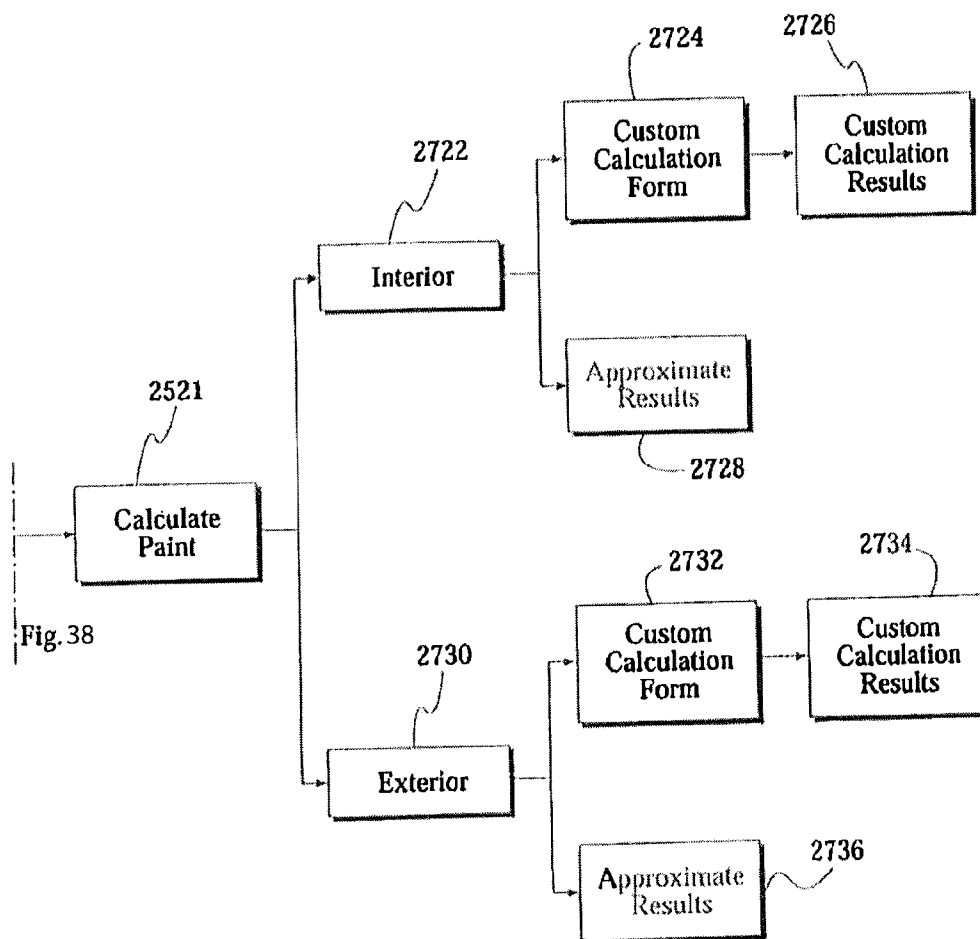 2724
2726
Custom
Calculation
Form
Custom
Calculation
Results
2722
Interior
Approximate
Results
2728
2521
Calculate
Paint
Fig. 38
2732
2734
Custom
Calculation
Form
Custom
Calculation
Results
2730
Exterior
Approximate
Results
2736